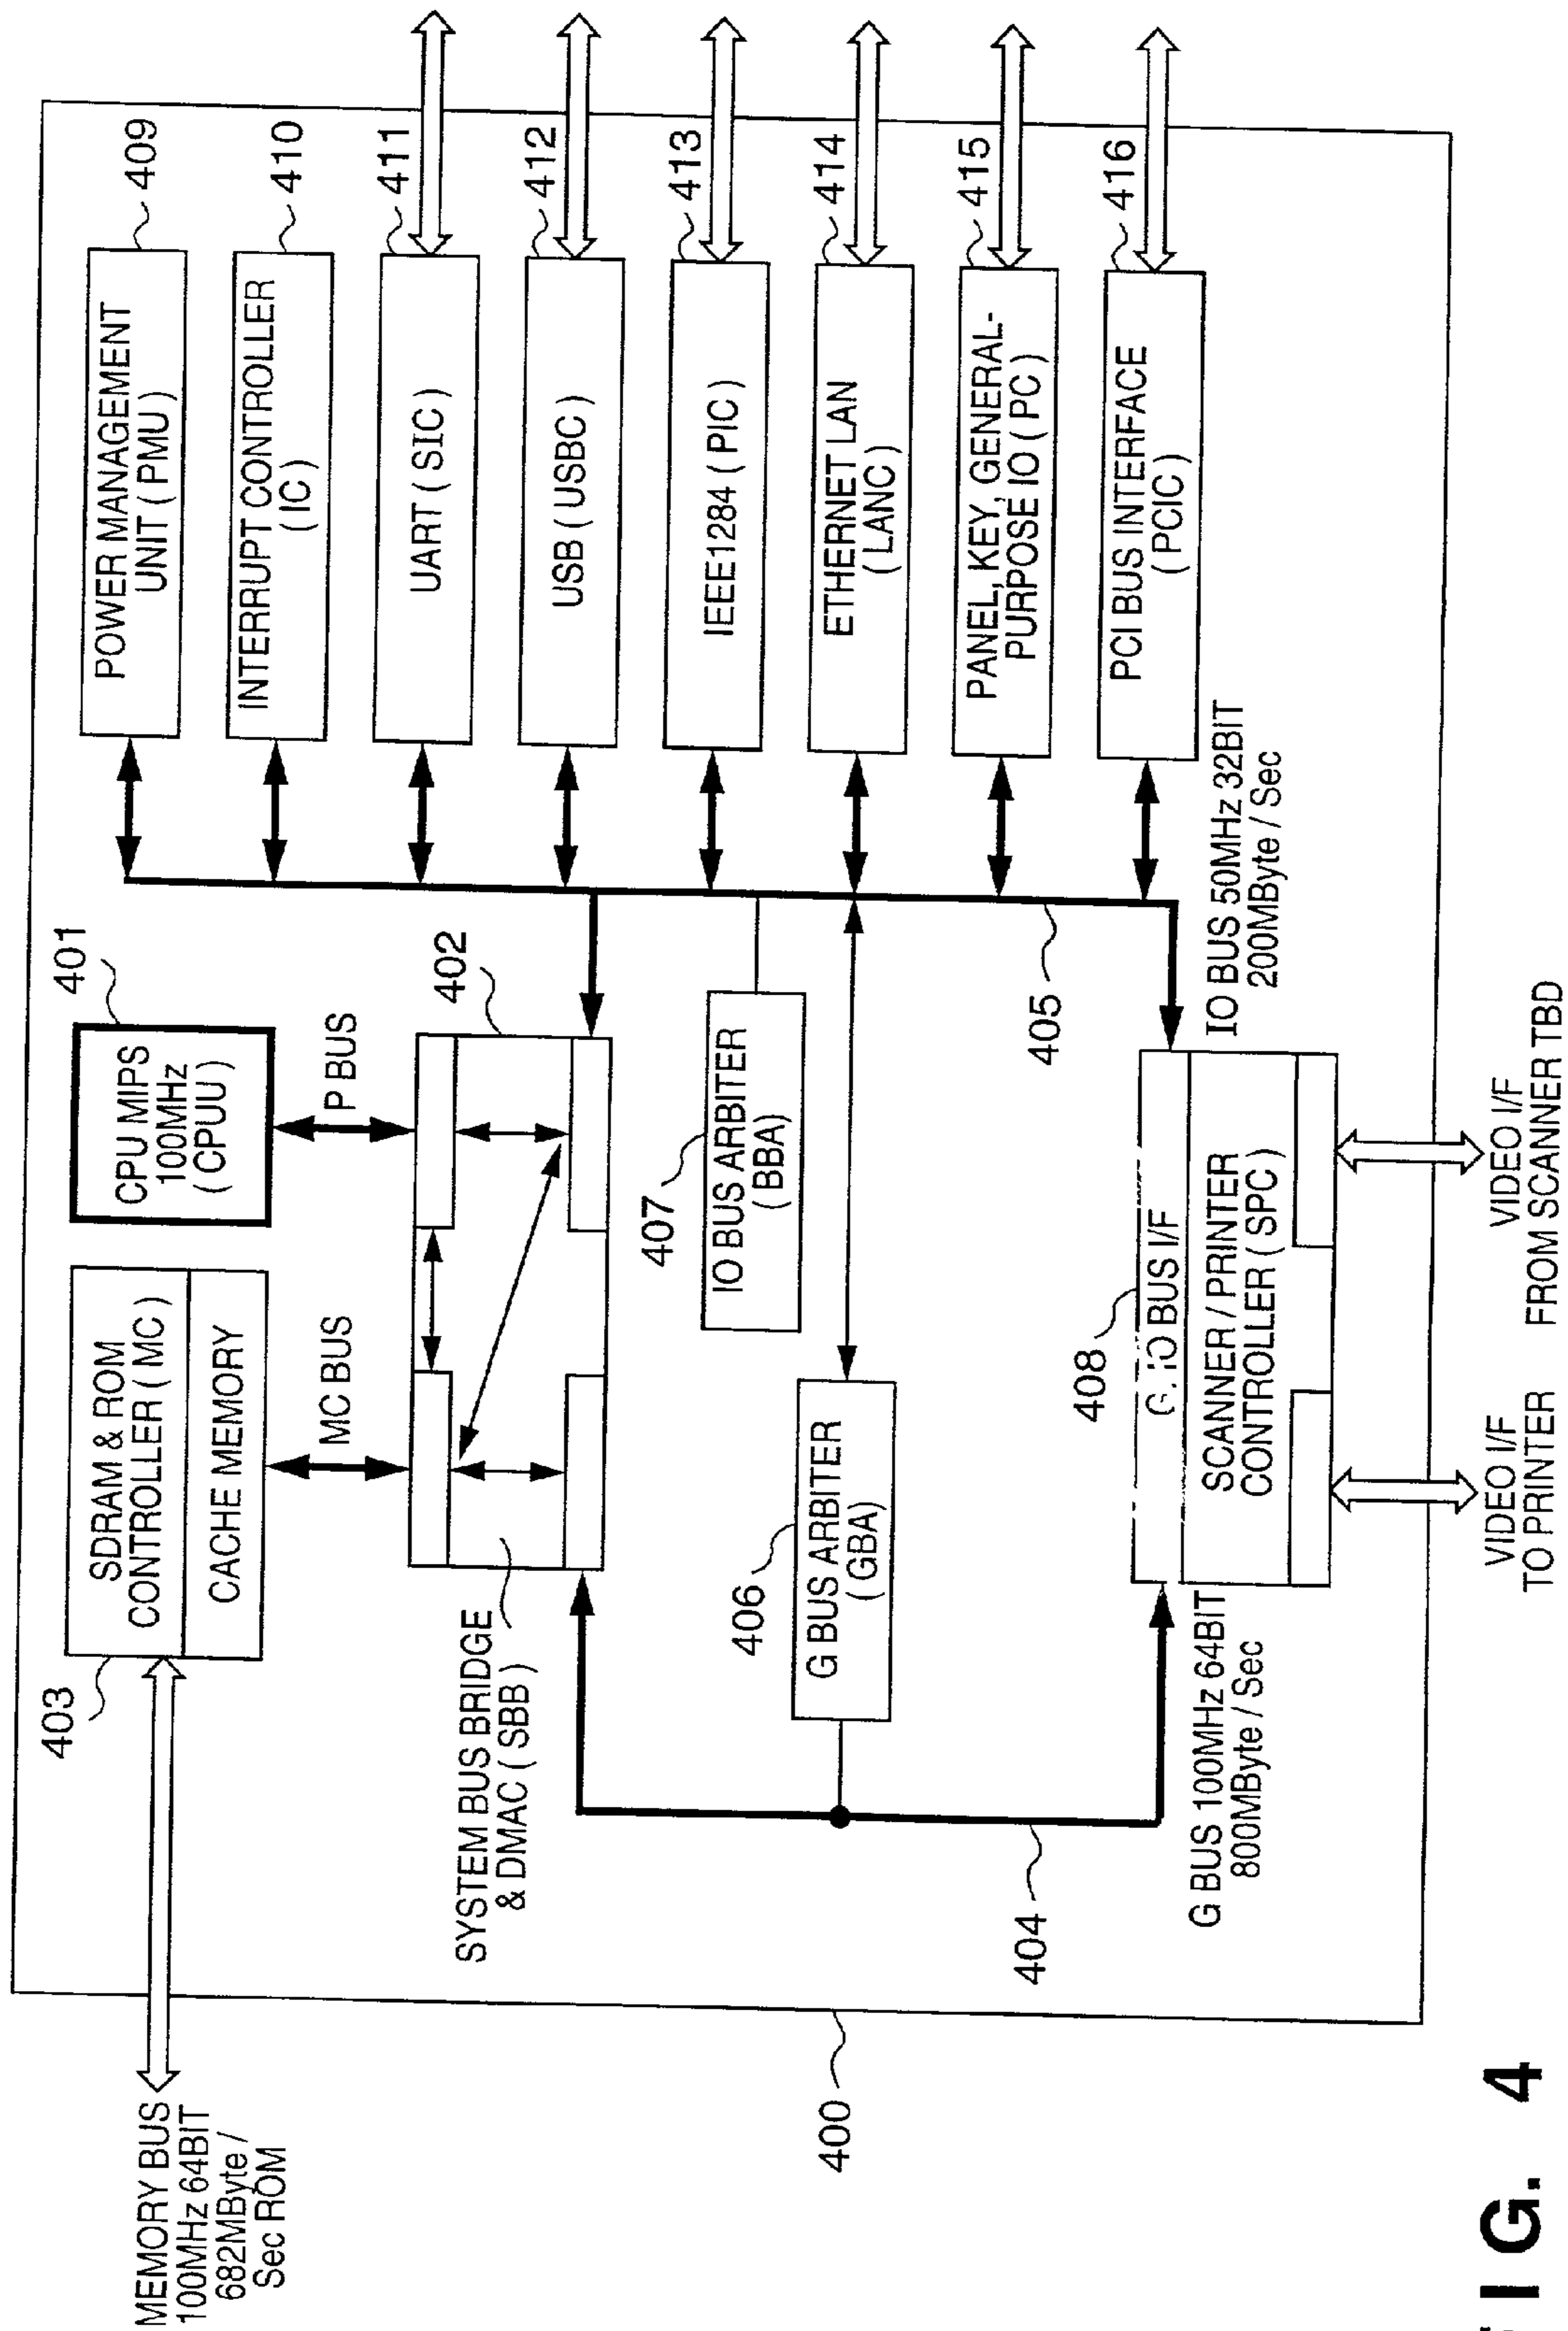 MEMORY BUS
100MHz 64BIT
682MByte /
Sec ROM
403
SDRAM & ROM
CONTROLLER ( MC )
CACHE MEMORY
MC BUS
401
CPU MIPS
100MHz
( CPUU )
P BUS
402
SYSTEM BUS BRIDGE
& DMAC ( SBB )
407
IO BUS ARBITER
( BBA )
406
G BUS ARBITER
( GBA )
404
G BUS 100MHz 64BIT
800MByte / Sec
408
IO BUS I/F
SCANNER / PRINTER
CONTROLLER ( SPC )
405
IO BUS 50MHz 32BIT
200MByte / Sec
VIDEO I/F
TO PRINTER
VIDEO I/F
FROM SCANNER TBD
POWER MANAGEMENT
UNIT ( PMU )
409
INTERRUPT CONTROLLER
( IC )
410
UART ( SIC )
411
USB ( USBC )
412
IEEE1284 ( PIC )
413
ETHERNET LAN
( LANC )
414
PANEL, KEY, GENERAL-
PURPOSE IO ( PC )
415
PCI BUS INTERFACE
( PCIC )
416
400
I G. 4